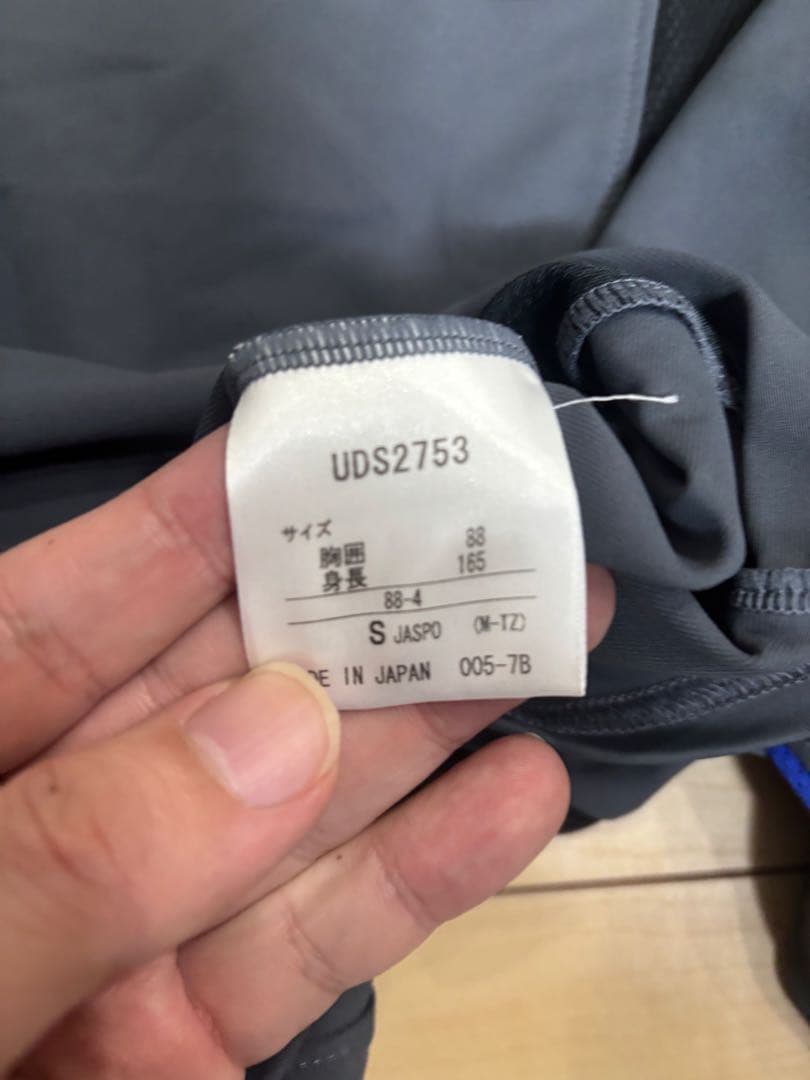 UDS2753
サイズ
胸囲 88
身長 165
88-4
S JASPO (M-TZ)
DE IN JAPAN 005-7B